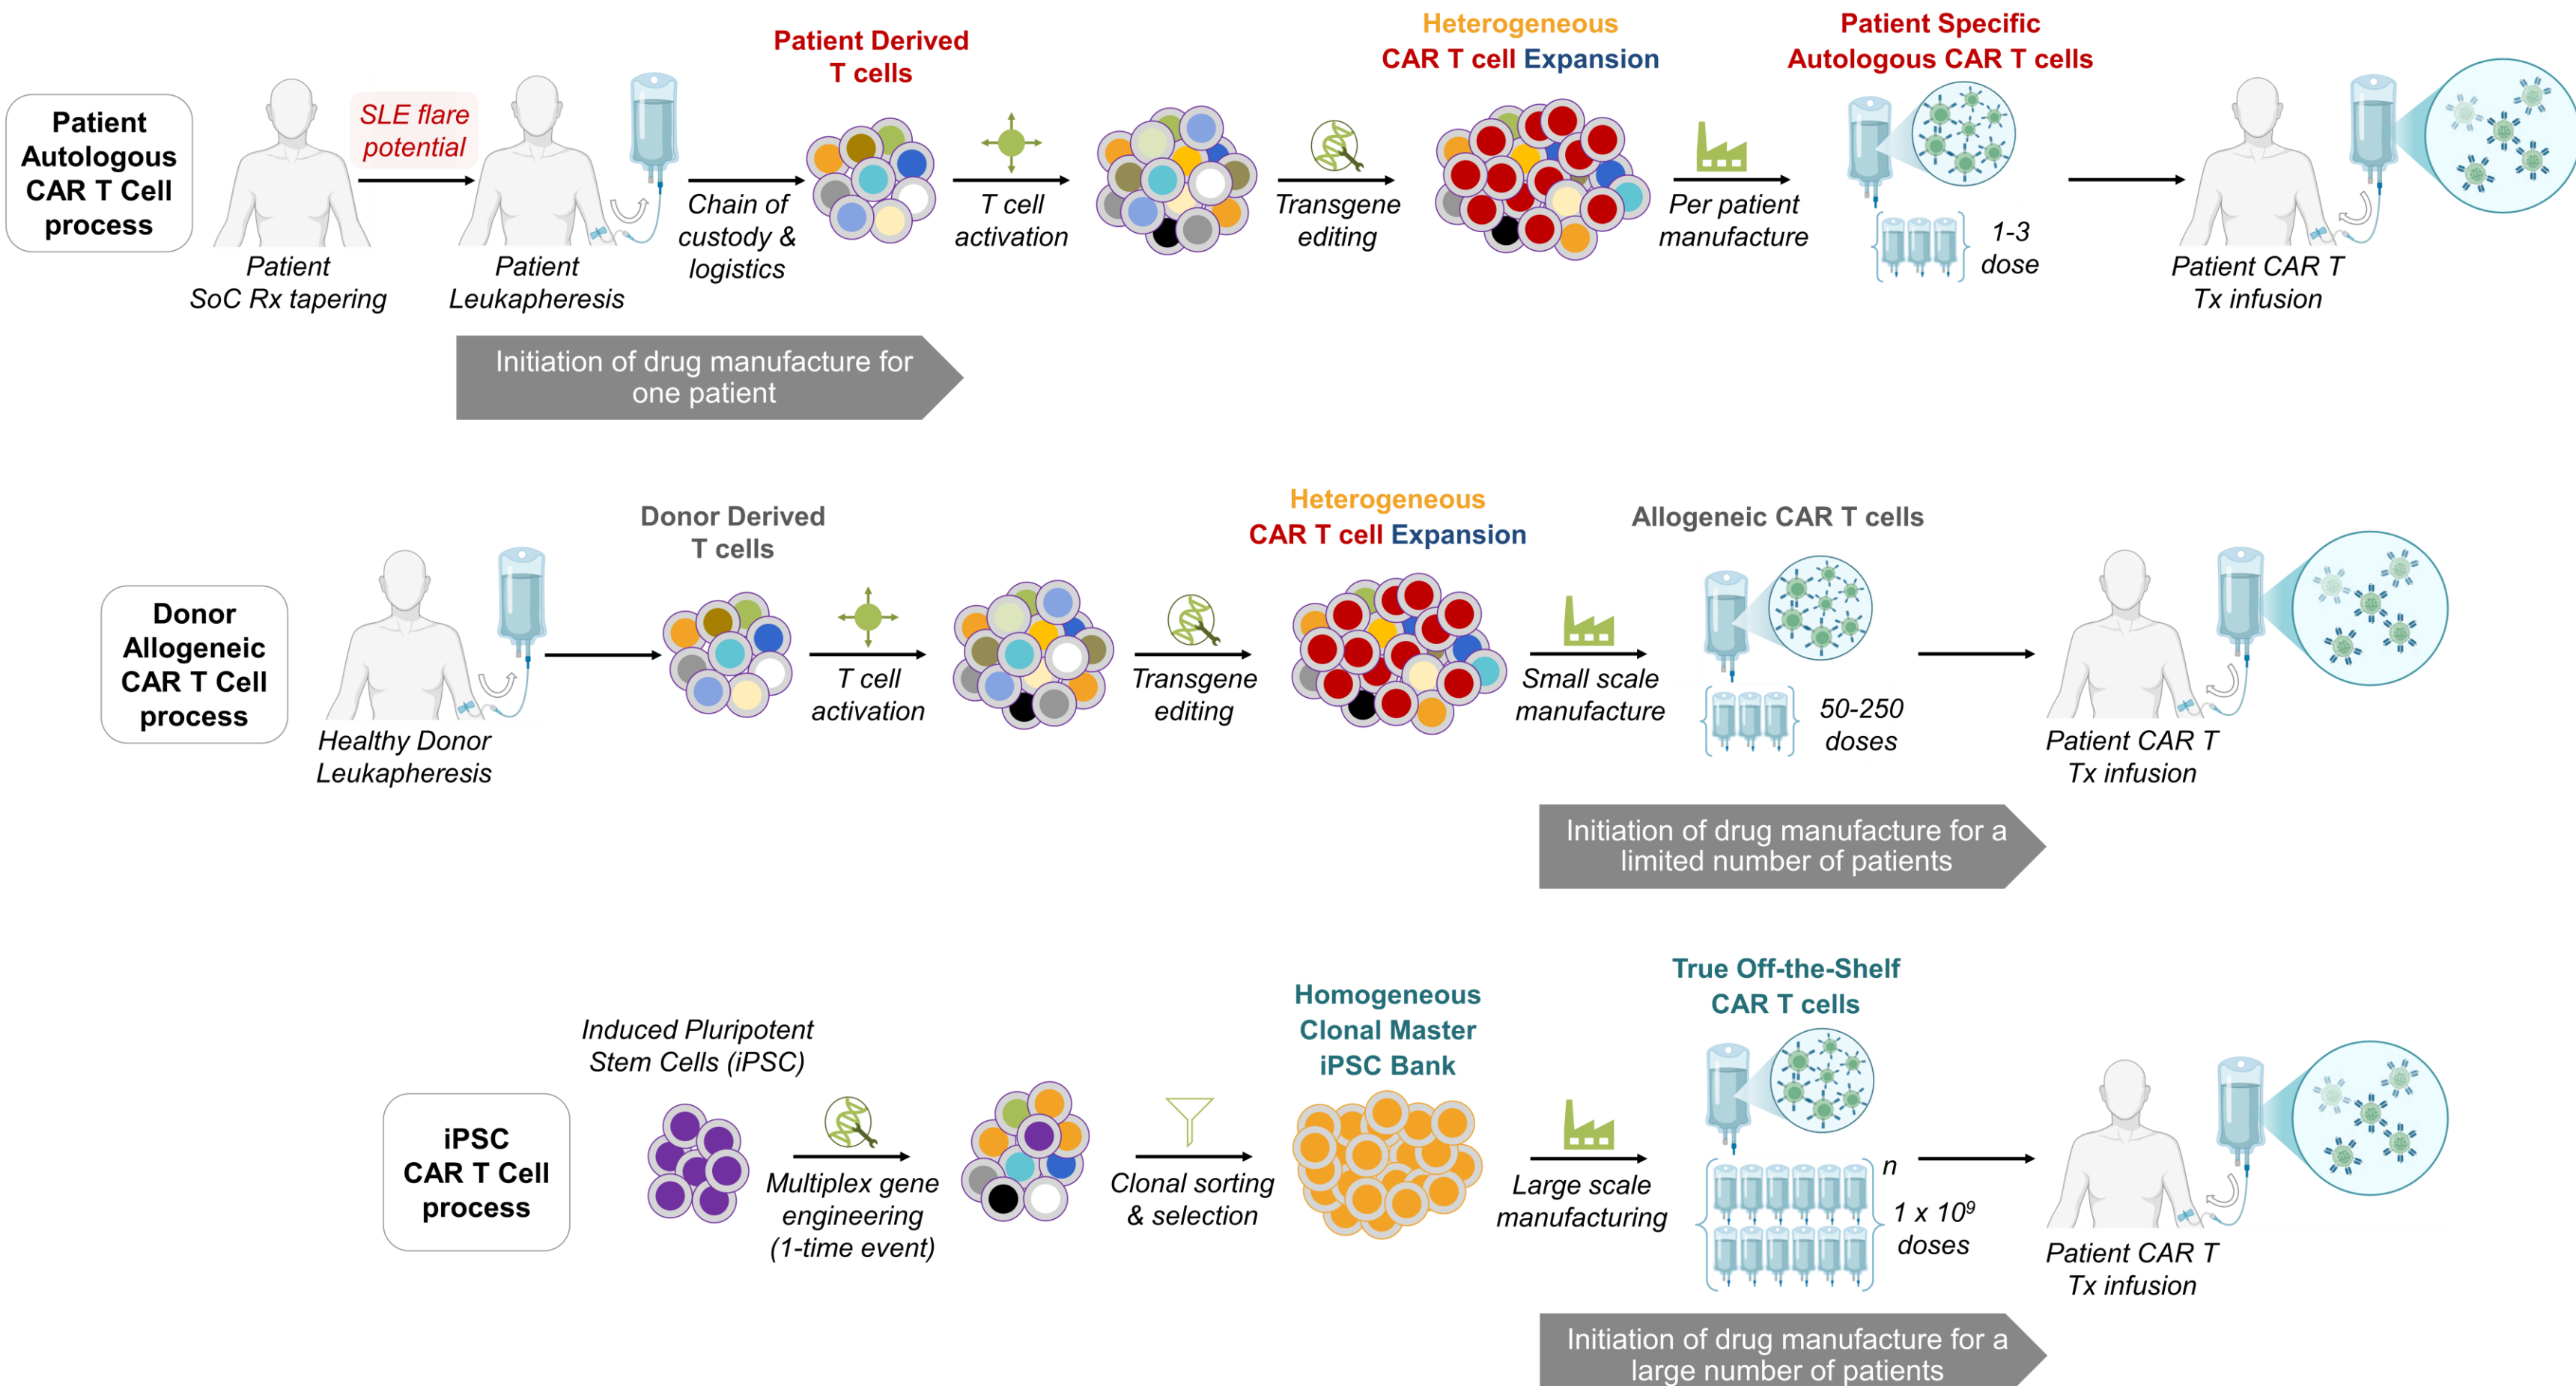 Patient
Autologous
CAR T Cell
process
Patient
SoC Rx tapering
SLE flare
potential
Patient
Leukapheresis
Chain of
custody &
logistics
Patient Derived
T cells
T cell
activation
Transgene
editing
Heterogeneous
CAR T cell Expansion
Per patient
manufacture
Patient Specific
Autologous CAR T cells
1-3
dose
Patient CAR T
Tx infusion
Initiation of drug manufacture for
one patient
Donor
Allogeneic
CAR T Cell
process
Healthy Donor
Leukapheresis
Donor Derived
T cells
T cell
activation
Transgene
editing
Heterogeneous
CAR T cell Expansion
Small scale
manufacture
Allogeneic CAR T cells
50-250
doses
Patient CAR T
Tx infusion
Initiation of drug manufacture for a
limited number of patients
iPSC
CAR T Cell
process
Induced Pluripotent
Stem Cells (iPSC)
Multiplex gene
engineering
(1-time event)
Clonal sorting
& selection
Homogeneous
Clonal Master
iPSC Bank
Large scale
manufacturing
True Off-the-Shelf
CAR T cells
n
1 x 10⁹
doses
Patient CAR T
Tx infusion
Initiation of drug manufacture for a
large number of patients